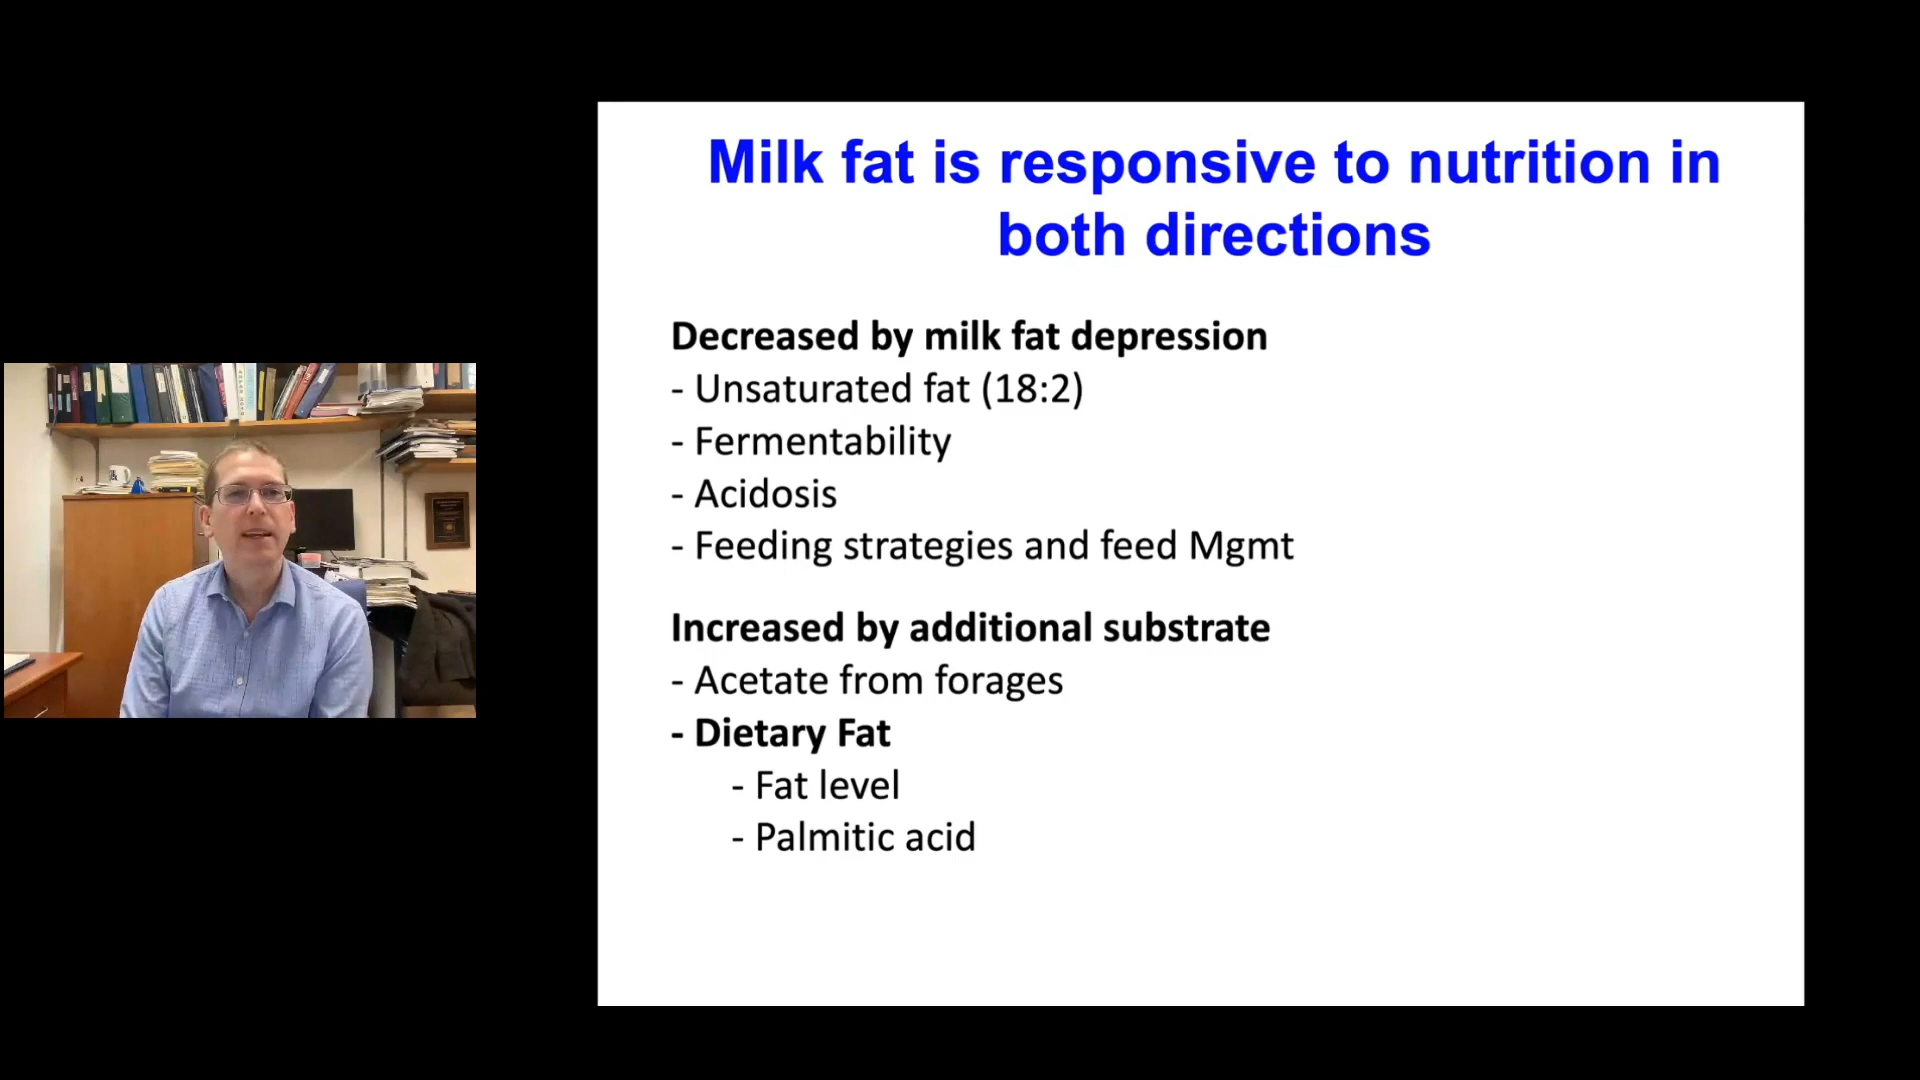 Milk fat is responsive to nutrition in
both directions
Decreased by milk fat depression
- Unsaturated fat (18:2)
- Fermentability
- Acidosis
- Feeding strategies and feed Mgmt
Increased by additional substrate
- Acetate from forages
- Dietary Fat
- Fat level
- Palmitic acid